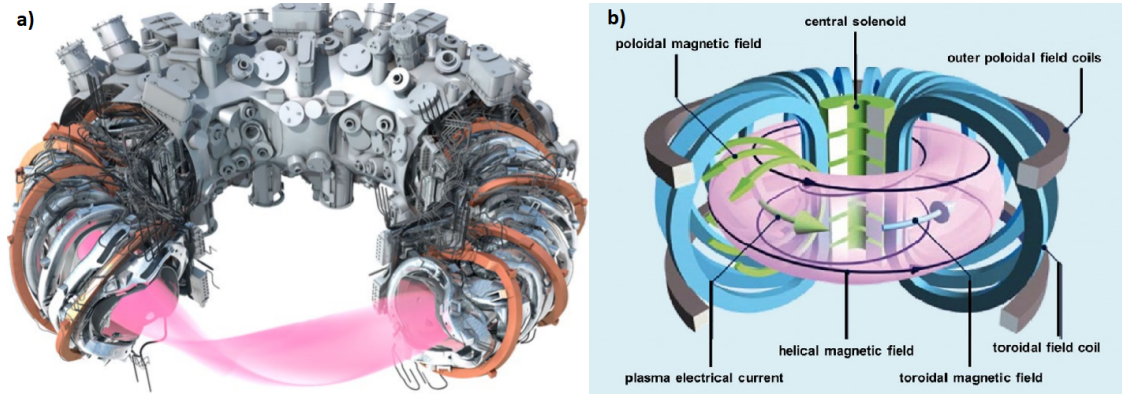 a)
b)
central solenoid
poloidal magnetic field
outer poloidal field coils
helical magnetic field
toroidal field coil
plasma electrical current
toroidal magnetic field